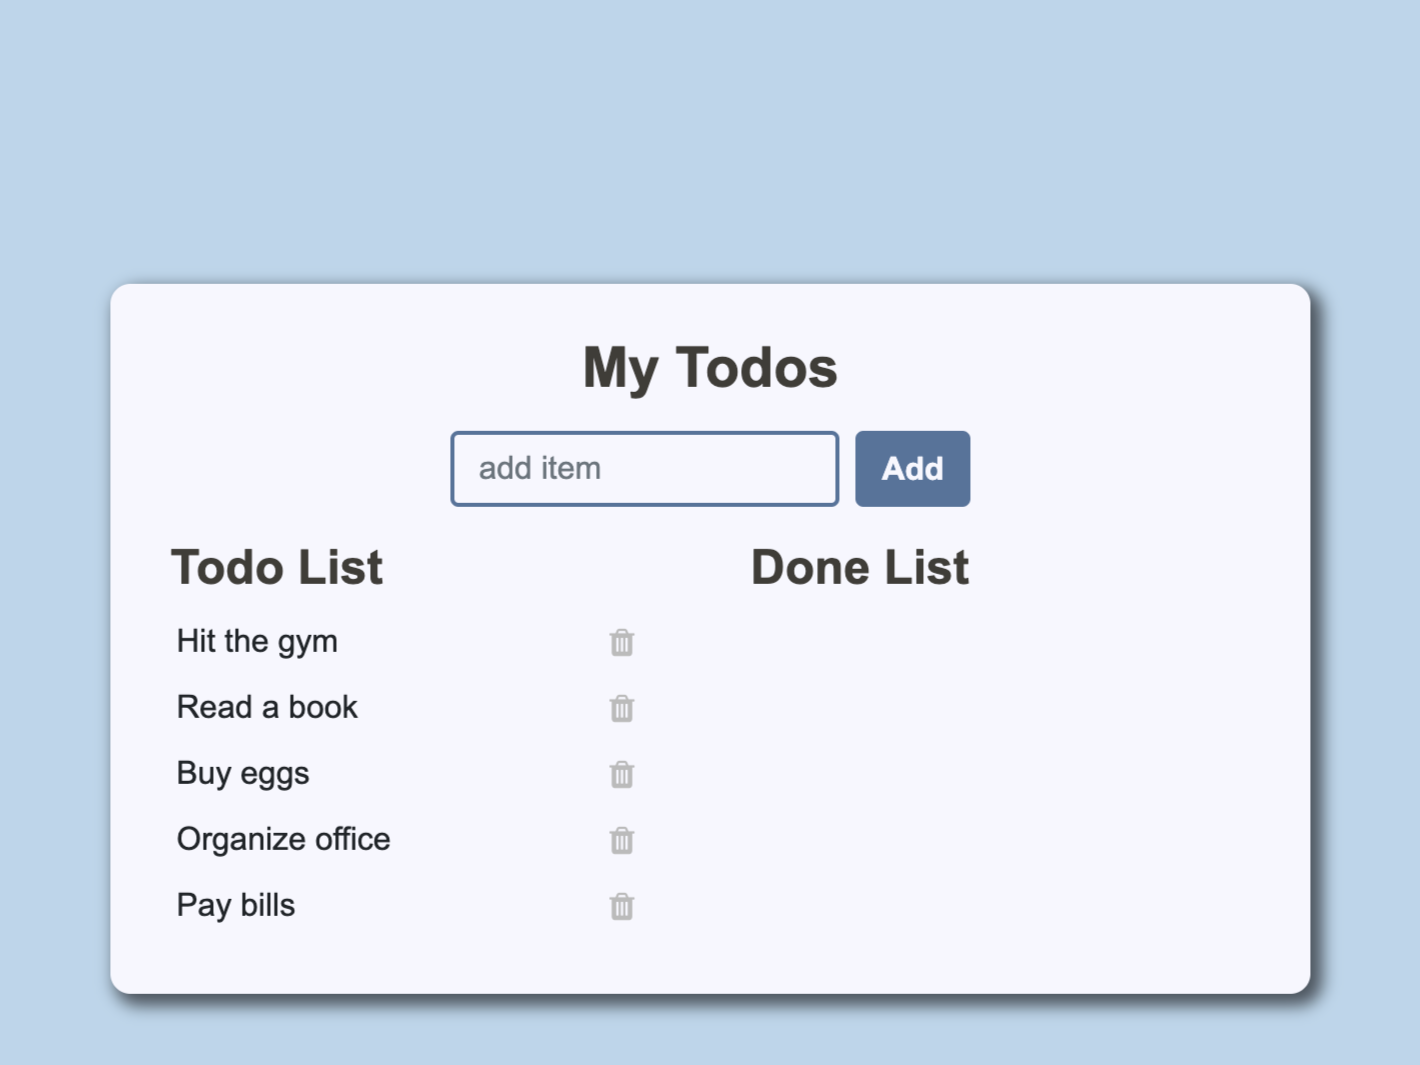 My Todos
add item
Add
Todo List
Hit the gym
Read a book
Buy eggs
Organize office
Pay bills
Done List